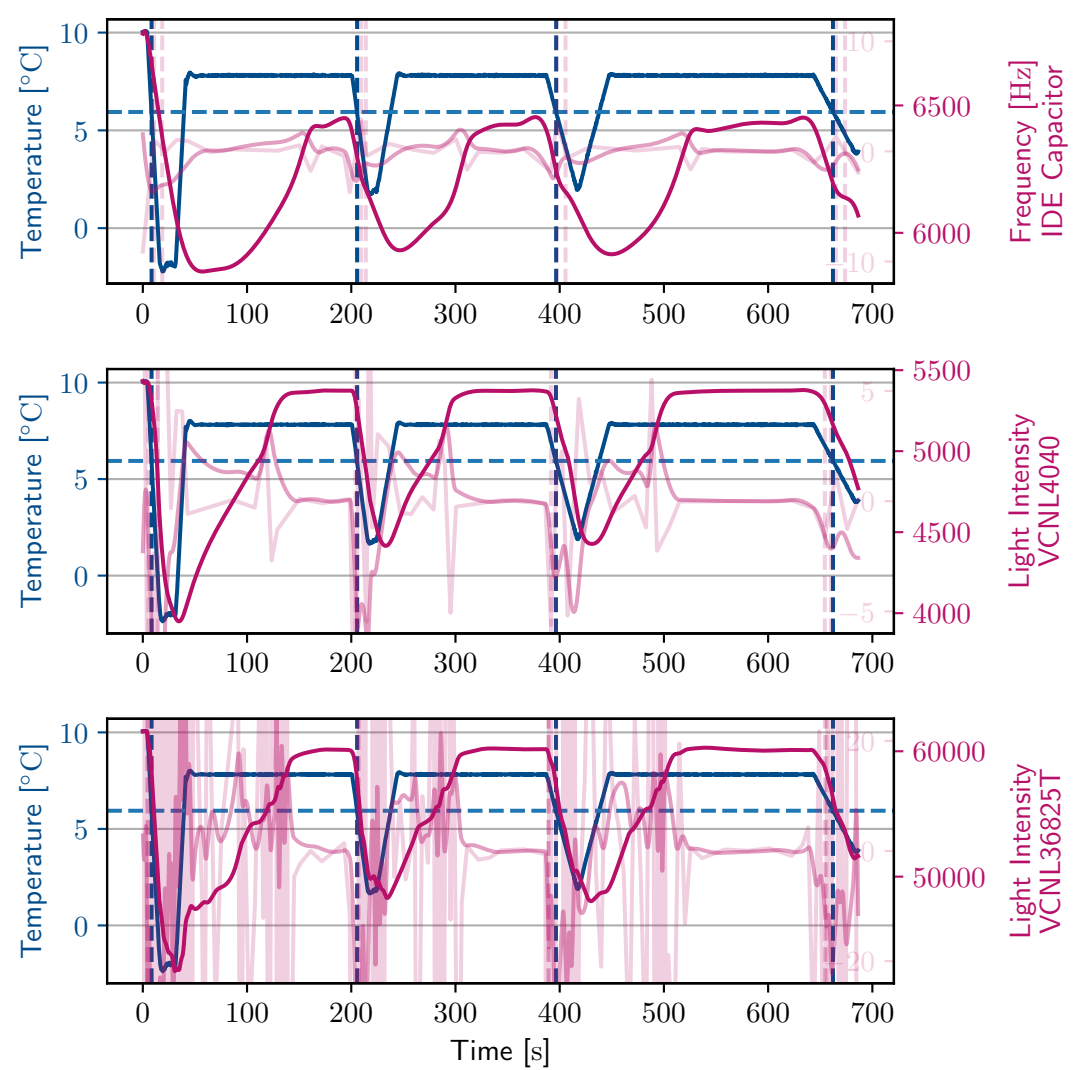 Temperature [°C]
10
5
0
10
0
−10
6500
6000
Frequency [Hz]
IDE Capacitor
0 100 200 300 400 500 600 700
Temperature [°C]
10
5
0
5
0
−5
5500
5000
4500
4000
Light Intensity
VCNL4040
0 100 200 300 400 500 600 700
Temperature [°C]
10
5
0
20
0
−20
60000
50000
Light Intensity
VCNL36825T
0 100 200 300 400 500 600 700
Time [s]